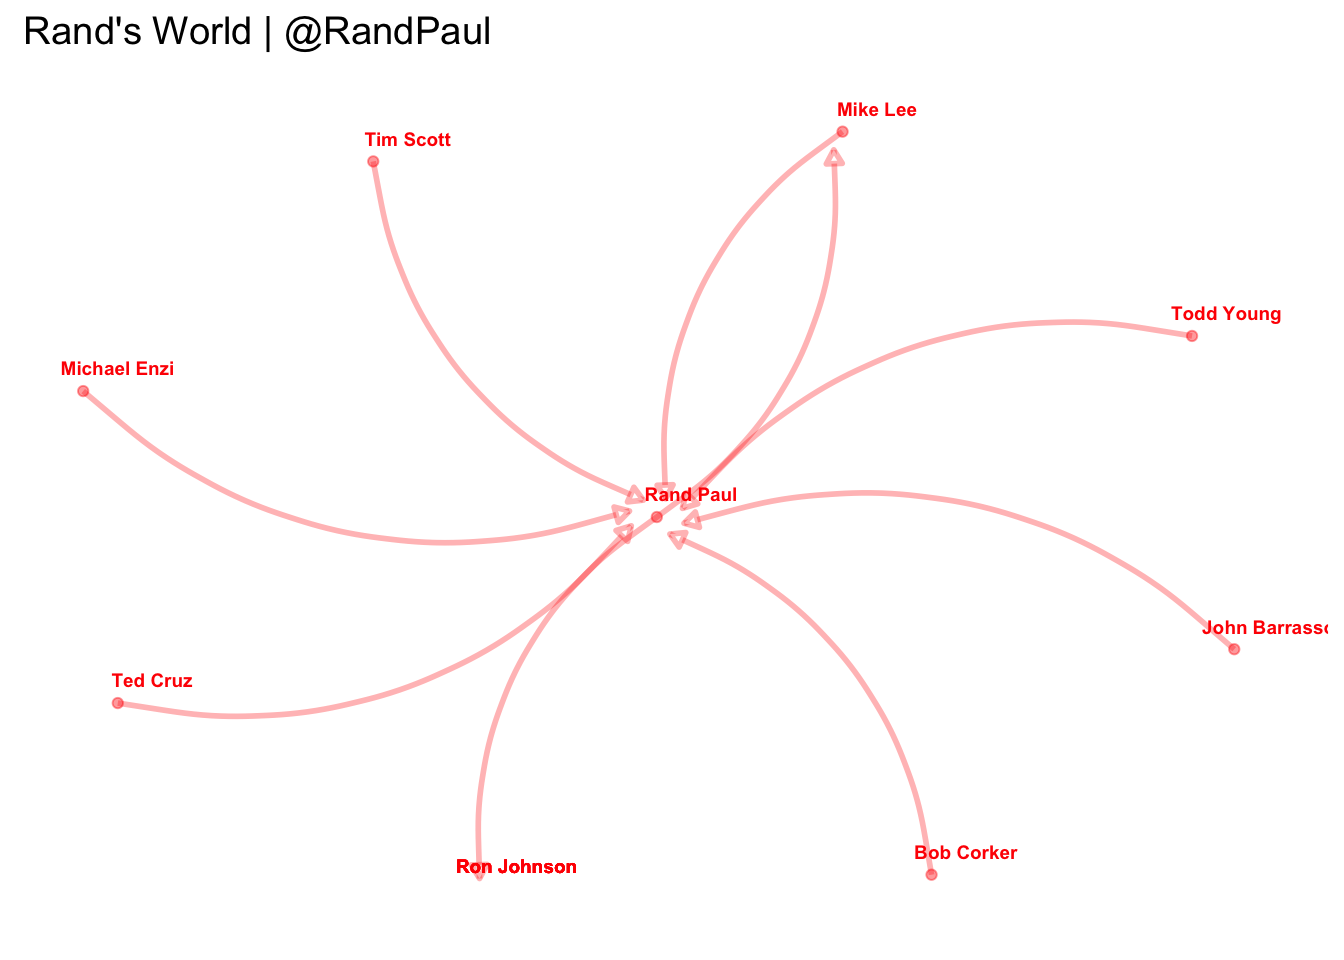 Rand's World | @RandPaul
Mike Lee
Tim Scott
Todd Young
Michael Enzi
Rand Paul
John Barrasso
Ted Cruz
Bob Corker
Ron Johnson